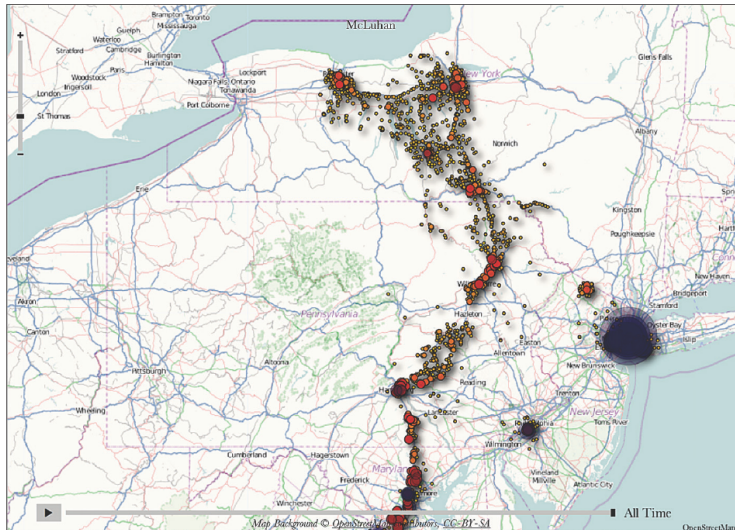 McLuhan
Brampton
Toronto
Guelph
Mississauga
Waterloo
Stratford
Cambridge
Burlington
Hamilton
Paris
Woodstock
London
Ingersoll
St Thomas
Lockport
Niagara Falls, Ontario
Tonawanda
Port Colborne
New York
Glens Falls
Albany
Norwich
Erie
Kingston
Poughkeepsie
New Haven
Bridgeport
Stamford
Oyster Bay
Islip
Akron
Canton
Pennsylvania
Hazleton
Easton
Allentown
New Brunswick
Altoona
Pittsburgh
Reading
Trenton
New Jersey
Toms River
Wheeling
Wilmington
Cumberland
Hagerstown
Maryland
Frederick
Vineland
Millville
Atlantic City
Winchester
All Time
Map Background © OpenStreetMap contributors, CC-BY-SA
OpenStreetMa